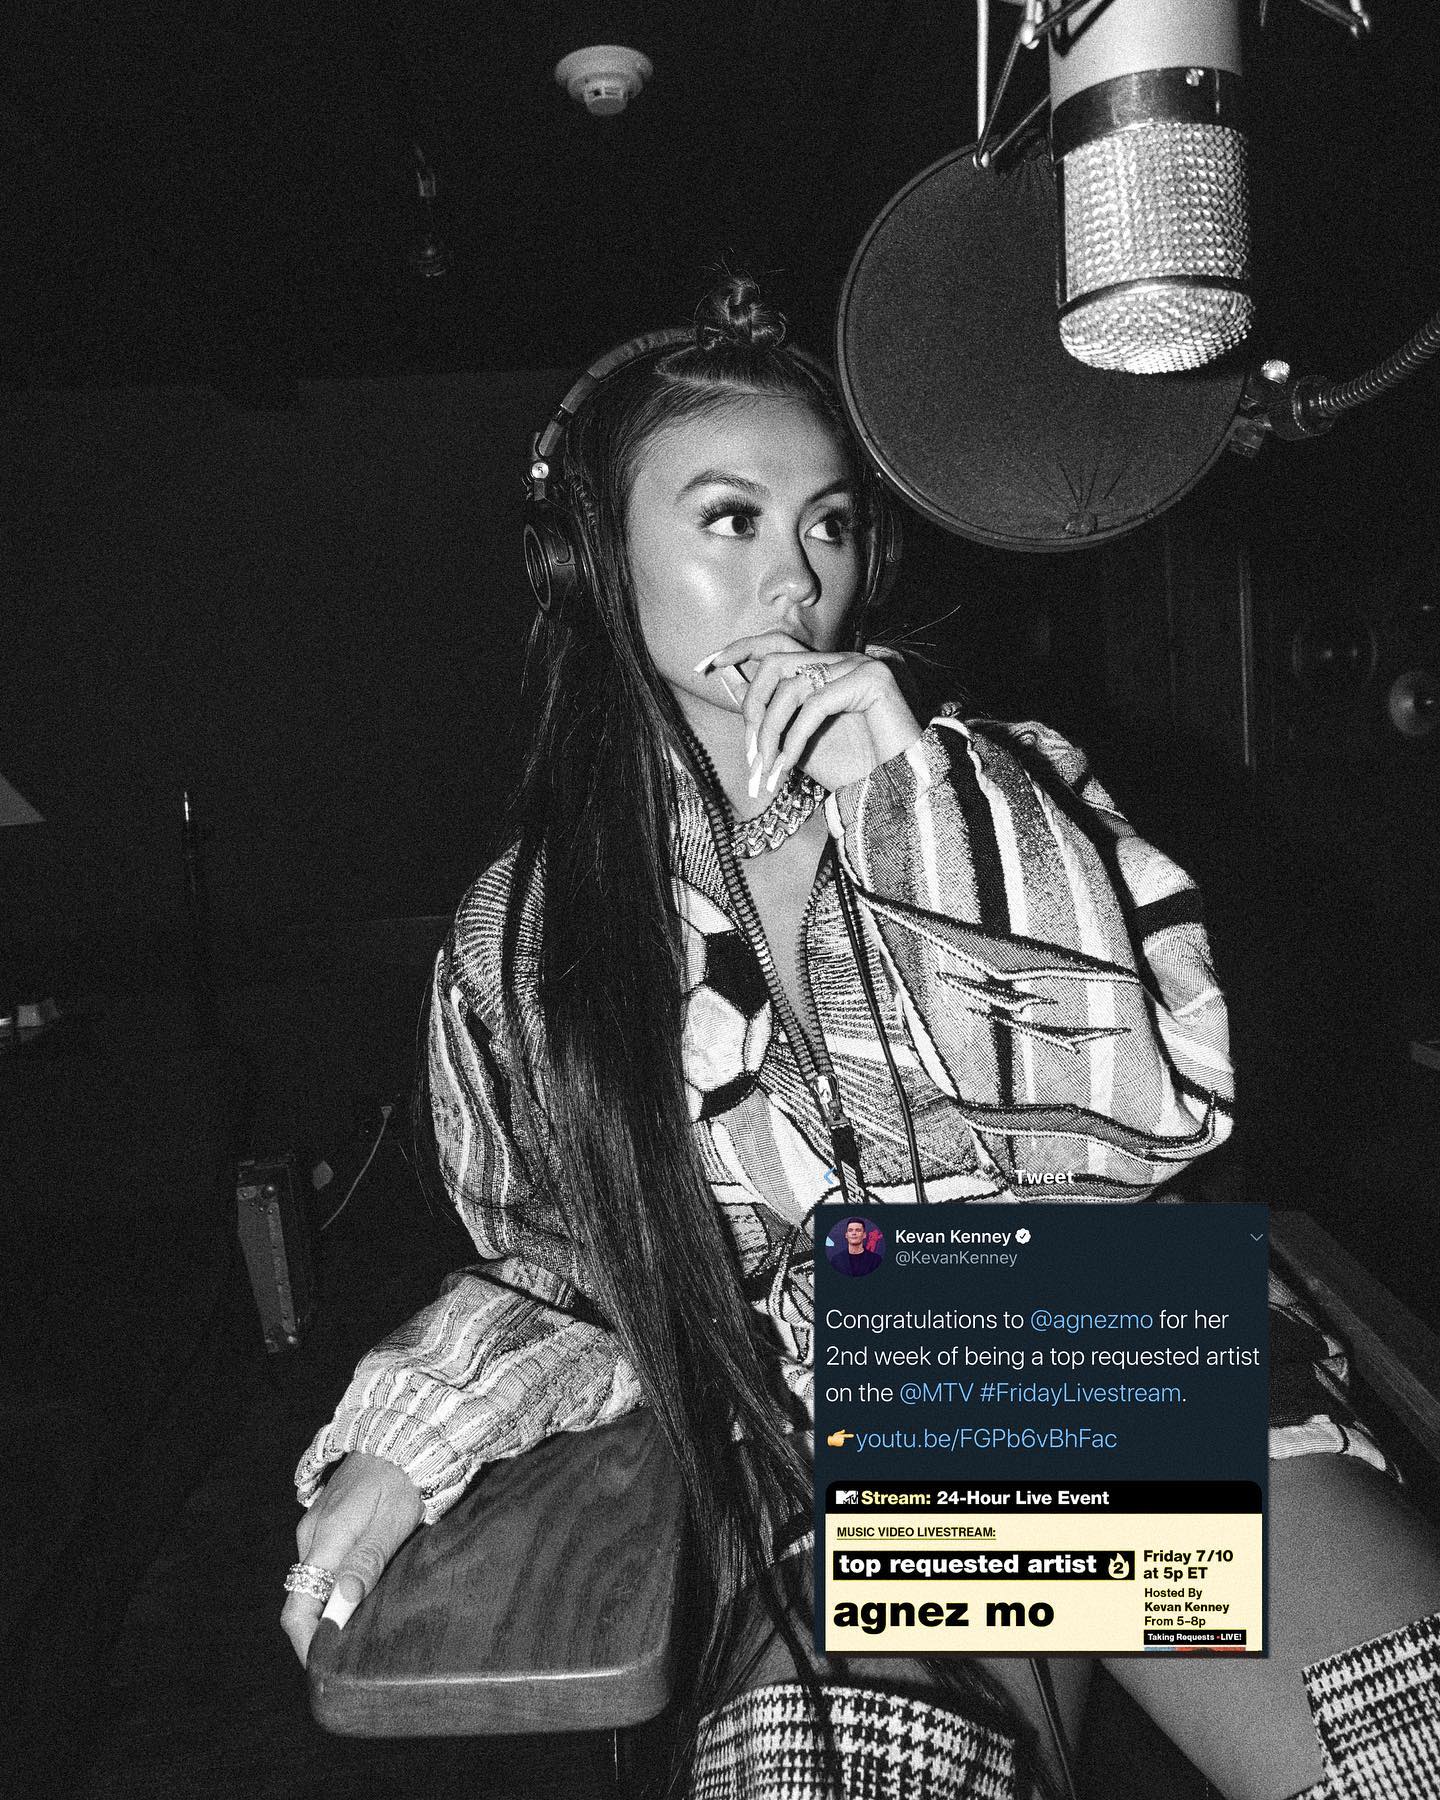 Tweet
Kevan Kenney
@KevanKenney
Congratulations to @agnezmo for her
2nd week of being a top requested artist
on the @MTV #FridayLivestream.
👉youtu.be/FGPb6vBhFac
MTV Stream: 24-Hour Live Event
MUSIC VIDEO LIVESTREAM:
top requested artist 2
agnez mo
Friday 7/10
at 5p ET
Hosted By
Kevan Kenney
From 5-8p
Taking Requests - LIVE!